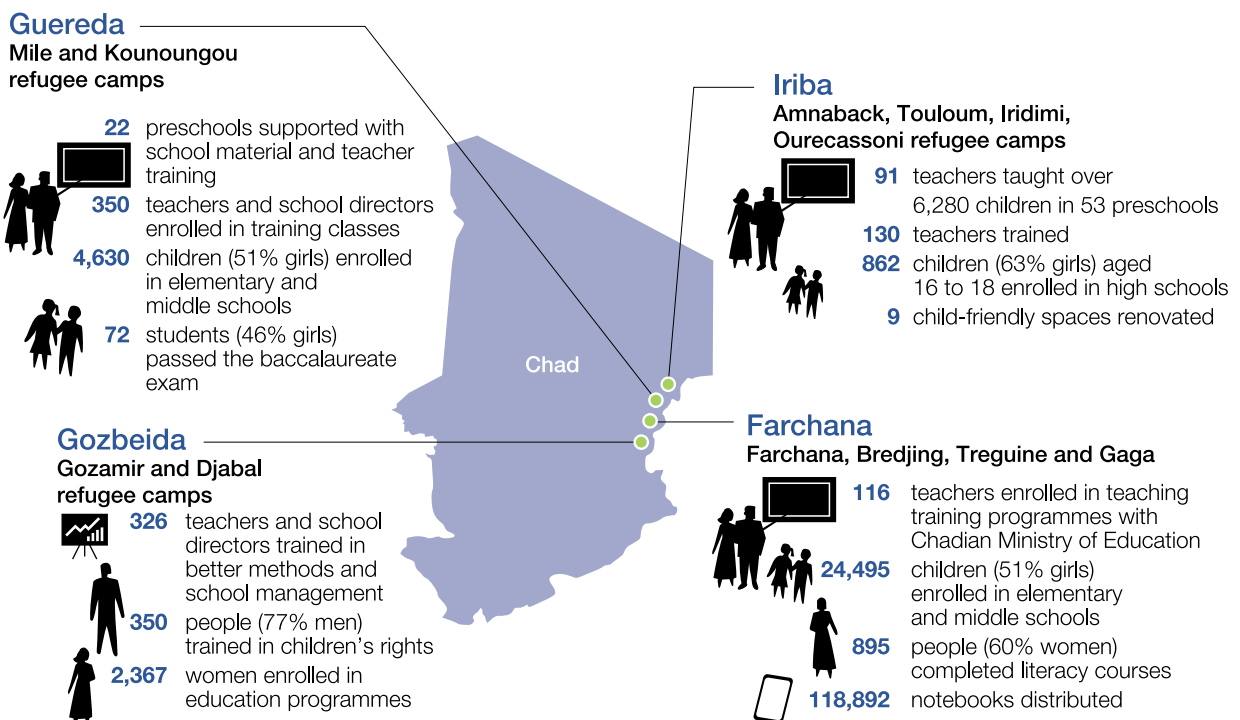 Guereda
Mile and Kounoungou
refugee camps
22 preschools supported with
school material and teacher
training
350 teachers and school directors
enrolled in training classes
4,630 children (51% girls) enrolled
in elementary and
middle schools
72 students (46% girls)
passed the baccalaureate
exam
Iriba
Amnaback, Touloum, Iridimi,
Ourecassoni refugee camps
91 teachers taught over
6,280 children in 53 preschools
130 teachers trained
862 children (63% girls) aged
16 to 18 enrolled in high schools
9 child-friendly spaces renovated
Chad
Gozbeida
Gozamir and Djabal
refugee camps
326 teachers and school
directors trained in
better methods and
school management
350 people (77% men)
trained in children’s rights
2,367 women enrolled in
education programmes
Farchana
Farchana, Bredjing, Treguine and Gaga
116 teachers enrolled in teaching
training programmes with
Chadian Ministry of Education
24,495 children (51% girls)
enrolled in elementary
and middle schools
895 people (60% women)
completed literacy courses
118,892 notebooks distributed